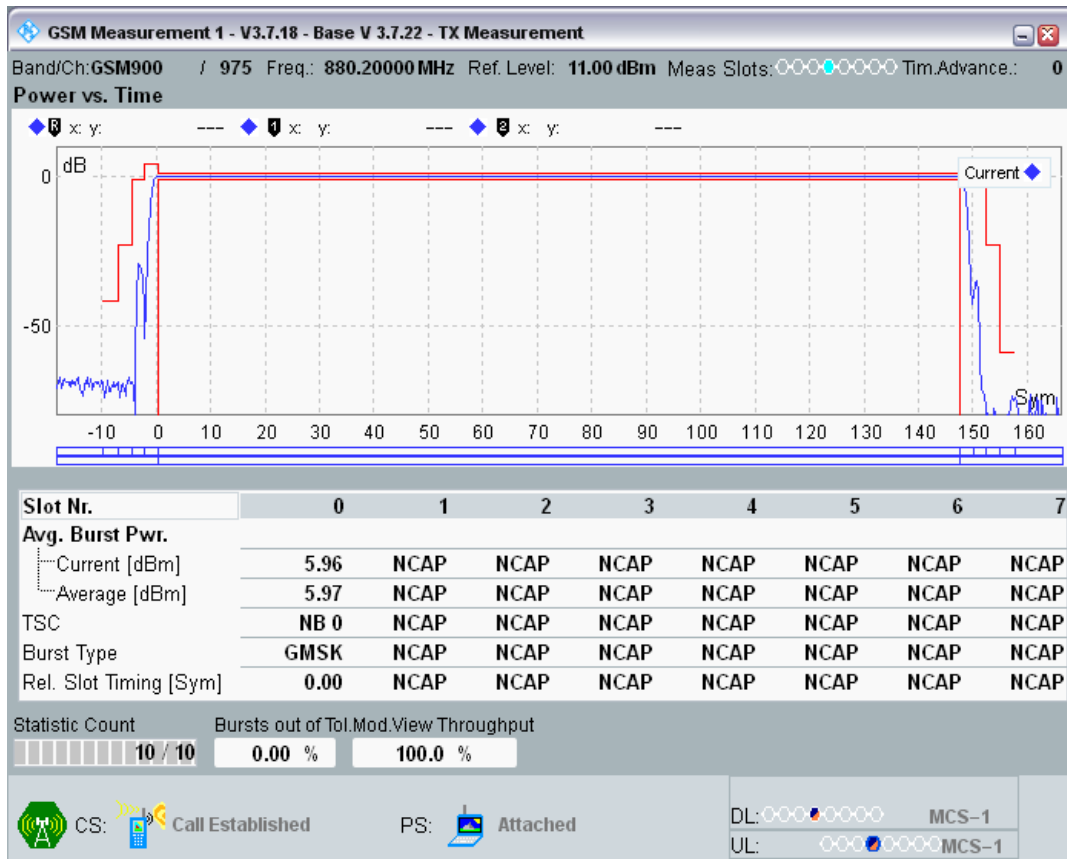 GSM Measurement 1 - V3.7.18 - Base V 3.7.22 - TX Measurement
Band/Ch:GSM900 / 975 Freq.: 880.20000 MHz Ref. Level: 11.00 dBm Meas Slots: Tim.Advance.: 0
Power vs. Time
R x: y: --- 1 x: y: --- 2 x: y: ---
dB
Current
0
-50
Sym
-10 0 10 20 30 40 50 60 70 80 90 100 110 120 130 140 150 160
Slot Nr. 0 1 2 3 4 5 6 7
Avg. Burst Pwr.
Current [dBm] 5.96 NCAP NCAP NCAP NCAP NCAP NCAP NCAP
Average [dBm] 5.97 NCAP NCAP NCAP NCAP NCAP NCAP NCAP
TSC NB 0 NCAP NCAP NCAP NCAP NCAP NCAP NCAP
Burst Type GMSK NCAP NCAP NCAP NCAP NCAP NCAP NCAP
Rel. Slot Timing [Sym] 0.00 NCAP NCAP NCAP NCAP NCAP NCAP NCAP
Statistic Count Bursts out of Tol.Mod.View Throughput
10 / 10 0.00 % 100.0 %
CS: Call Established PS: Attached DL: MCS-1
UL: MCS-1